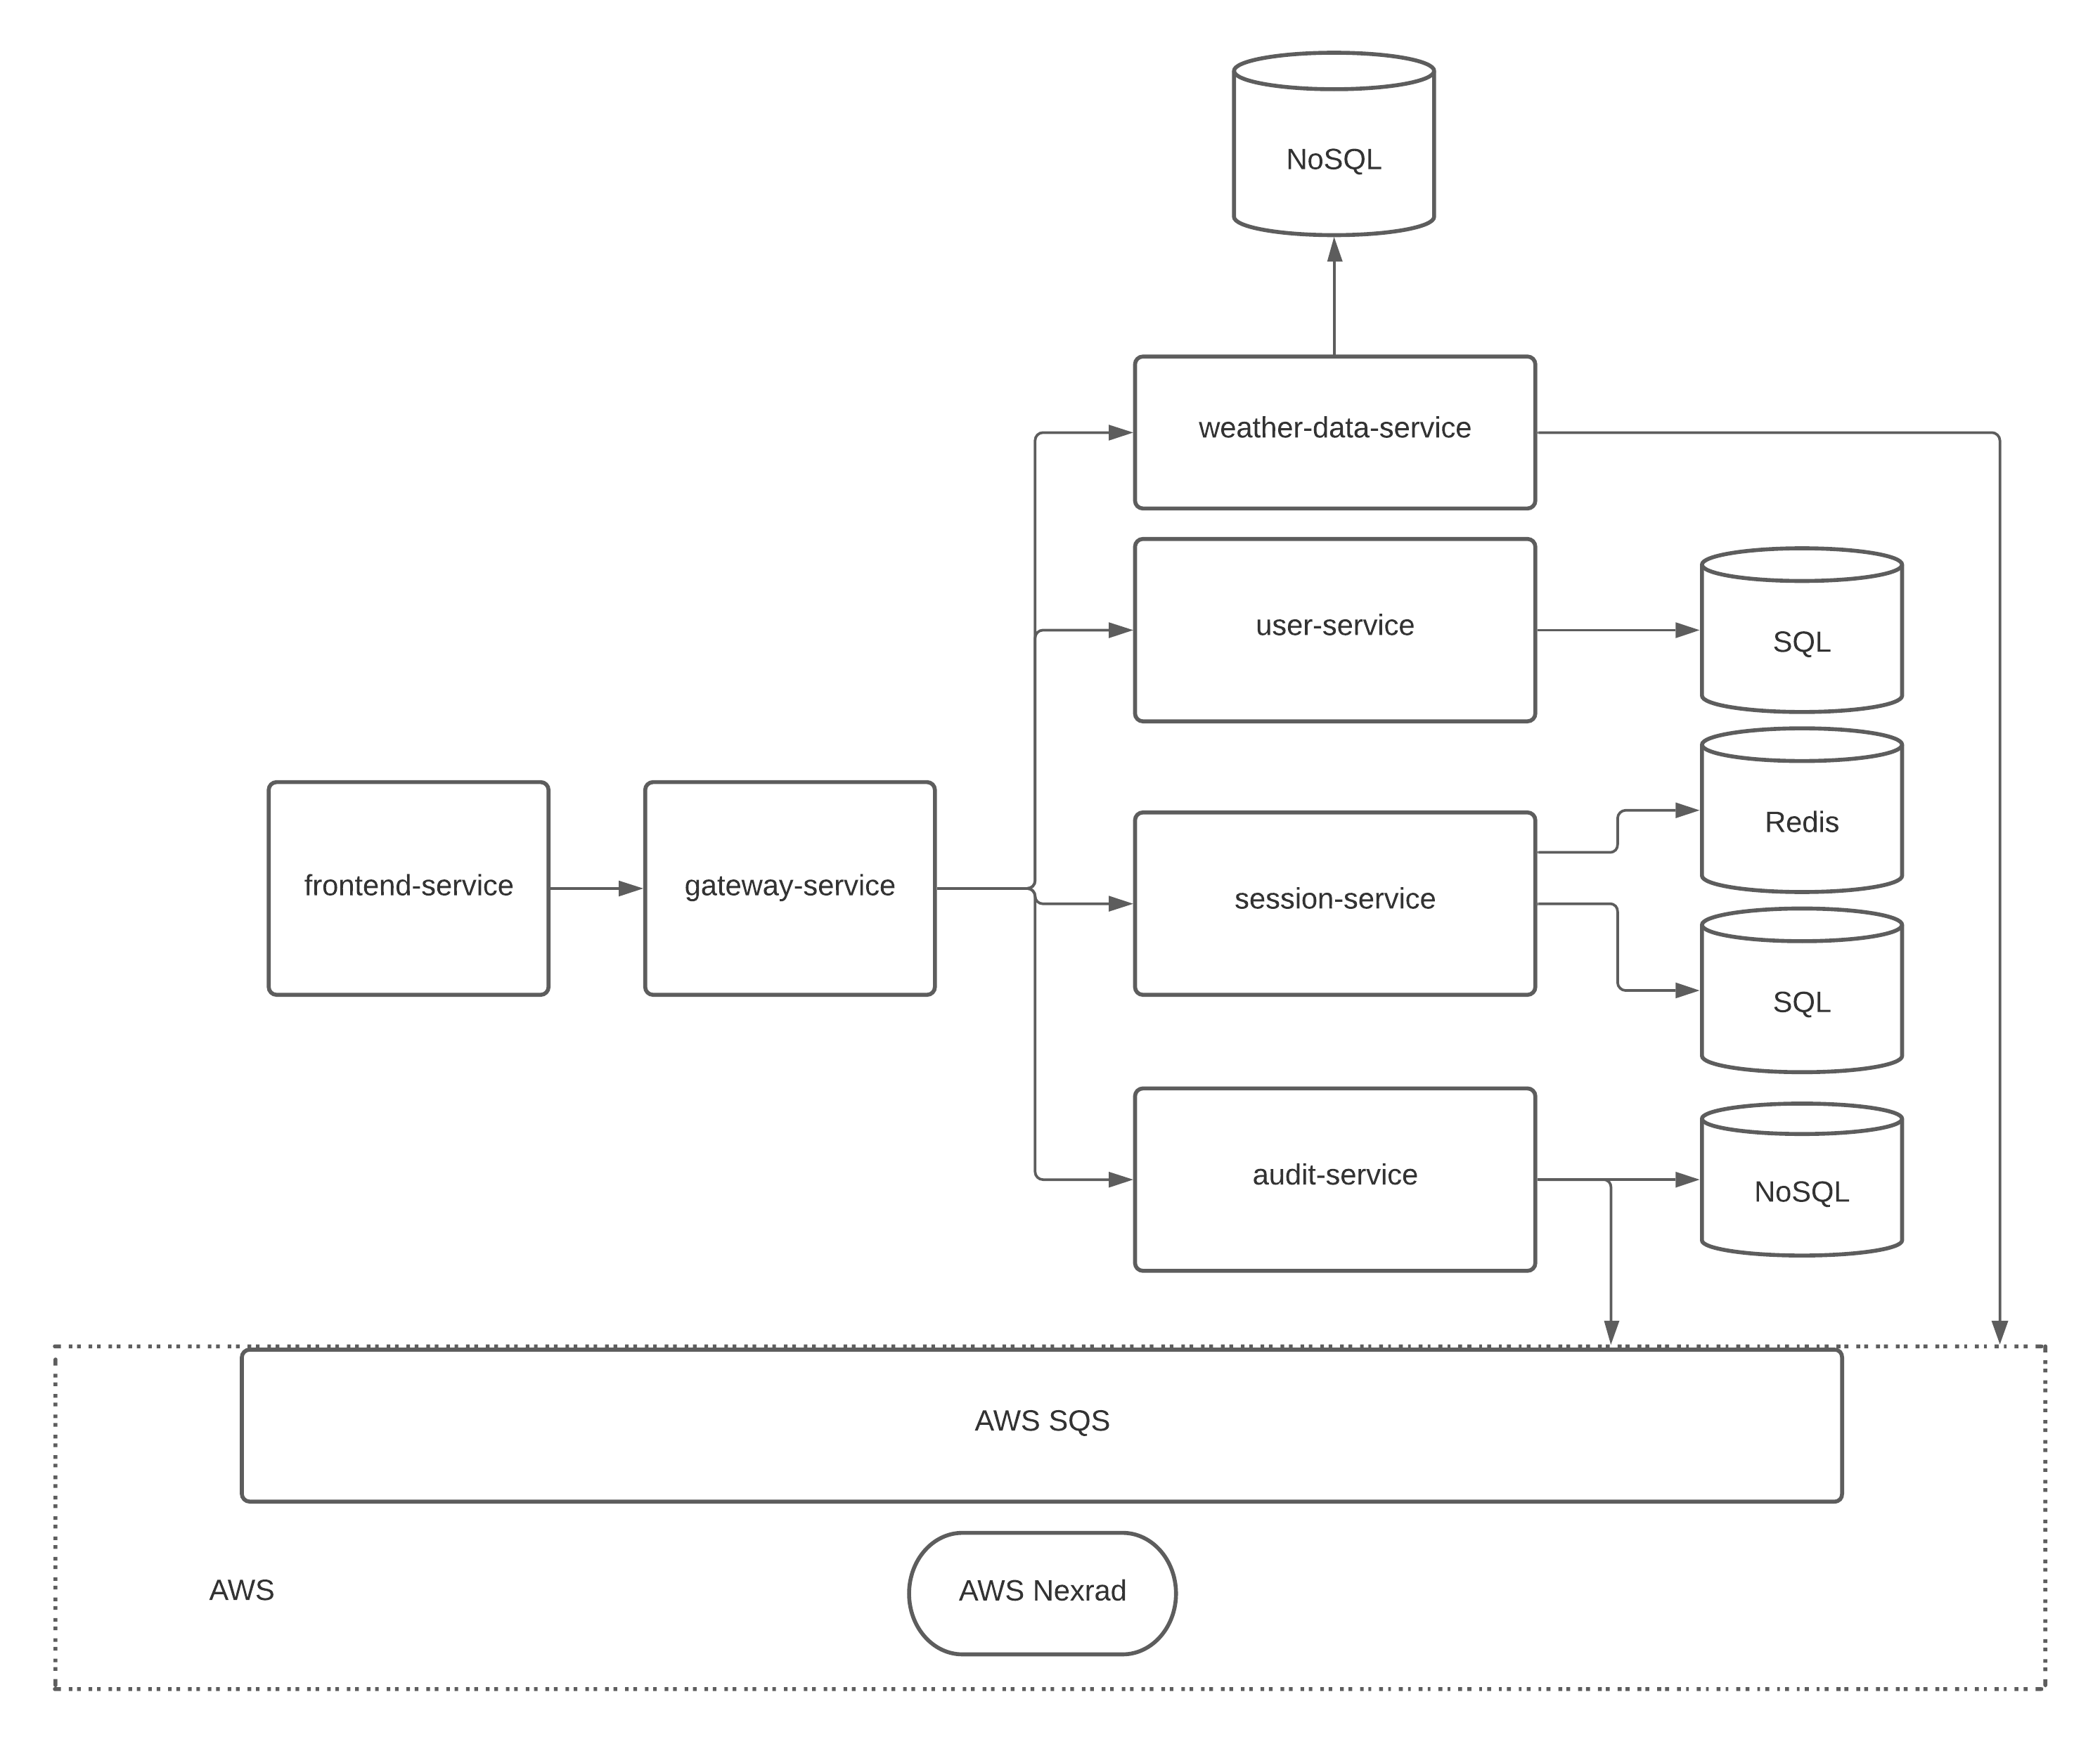 NoSQL
weather-data-service
user-service
SQL
Redis
frontend-service
gateway-service
session-service
SQL
audit-service
NoSQL
AWS SQS
AWS
AWS Nexrad